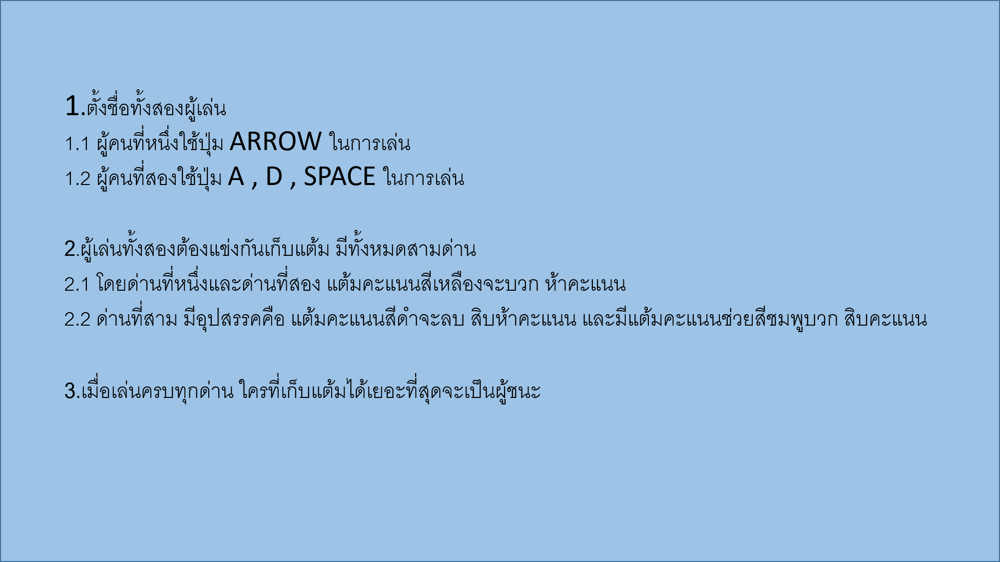 1.ตั้งชื่อทั้งสองผู้เล่น
1.1 ผู้คนที่หนึ่งใช้ปุ่ม ARROW ในการเล่น
1.2 ผู้คนที่สองใช้ปุ่ม A , D , SPACE ในการเล่น
2.ผู้เล่นทั้งสองต้องแข่งกันเก็บแต้ม มีทั้งหมดสามด่าน
2.1 โดยด่านที่หนึ่งและด่านที่สอง แต้มคะแนนสีเหลืองจะบวก ห้าคะแนน
2.2 ด่านที่สาม มีอุปสรรคคือ แต้มคะแนนสีดำจะลบ สิบห้าคะแนน และมีแต้มคะแนนช่วยสีชมพูบวก สิบคะแนน
3.เมื่อเล่นครบทุกด่าน ใครที่เก็บแต้มได้เยอะที่สุดจะเป็นผู้ชนะ